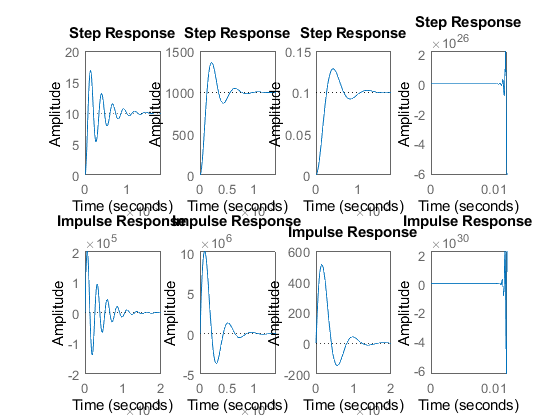 Step Response
Step Response
Step Response
Step Response
× 10^26
20
15
10
5
0
Amplitude
0
1
Time (seconds)
1500
1000
500
0
Amplitude
0
0.5
1
Time (seconds)
0.15
0.1
0.05
0
Amplitude
0
1
Time (seconds)
2
0
-2
-4
-6
Amplitude
0
0.01
Time (seconds)
Impulse Response
Impulse Response
Impulse Response
Impulse Response
× 10^5
2
1
0
-1
-2
Amplitude
0
1
2
Time (seconds)
× 10^6
10
5
0
-5
Amplitude
0
0.5
1
Time (seconds)
600
400
200
0
-200
Amplitude
0
1
2
Time (seconds)
× 10^30
2
0
-2
-4
-6
Amplitude
0
0.01
Time (seconds)